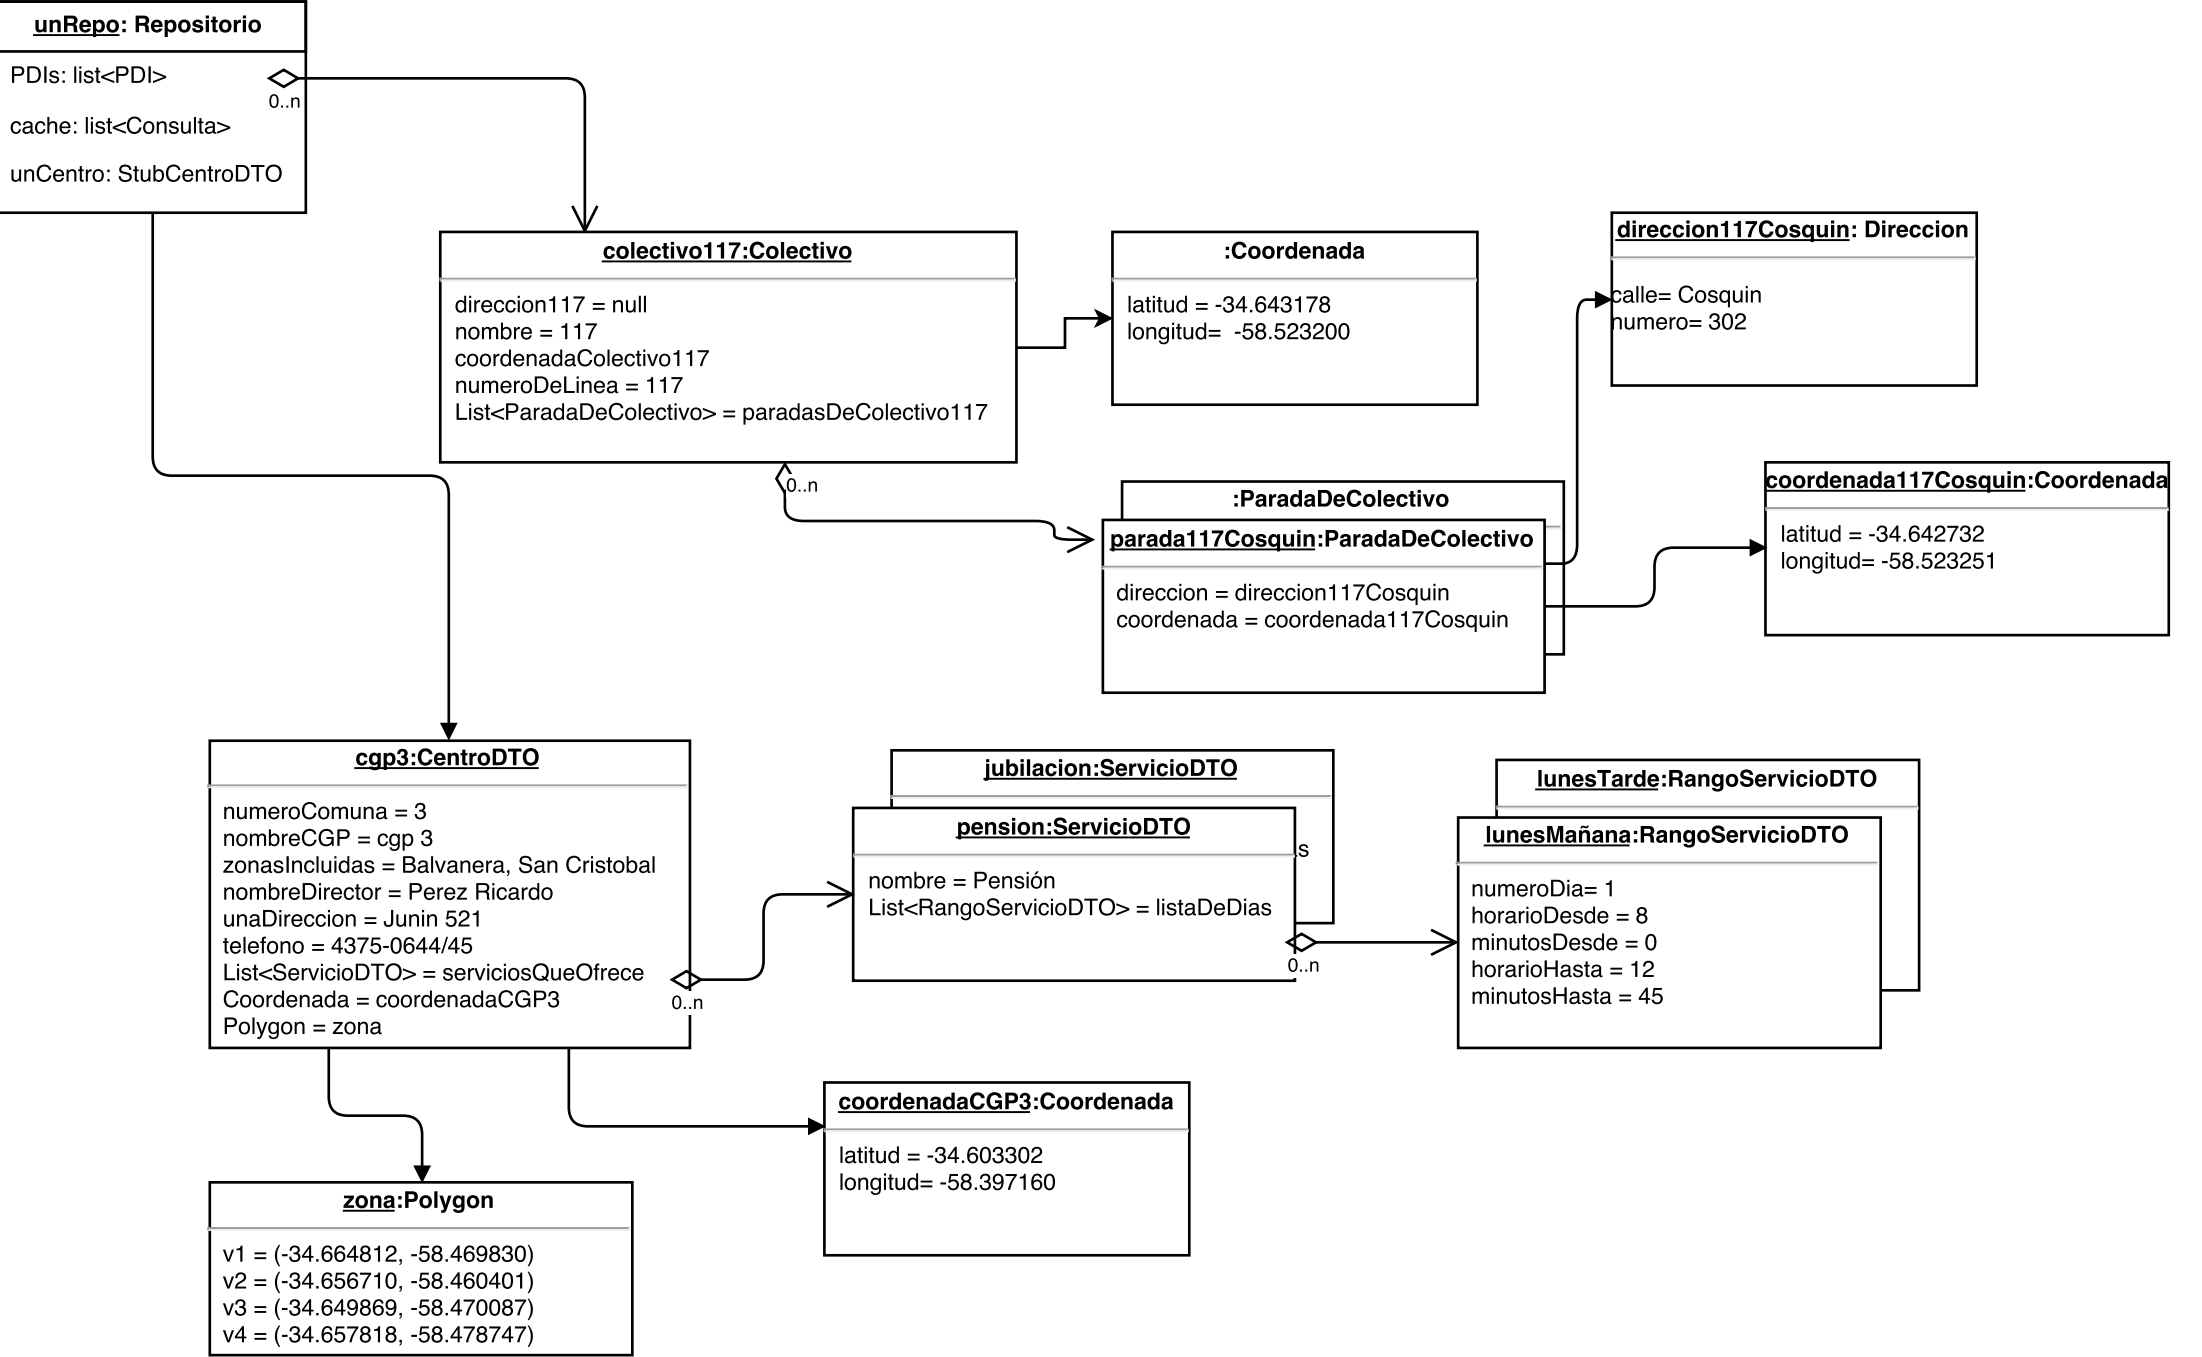 unRepo: Repositorio
PDIs: list<PDI>
0..n
cache: list<Consulta>
unCentro: StubCentroDTO
colectivo117:Colectivo
direccion117 = null
nombre = 117
coordenadaColectivo117
numeroDeLinea = 117
List<ParadaDeColectivo> = paradasDeColectivo117
0..n
:Coordenada
latitud = -34.643178
longitud=  -58.523200
direccion117Cosquin: Direccion
calle= Cosquin
numero= 302
:ParadaDeColectivo
parada117Cosquin:ParadaDeColectivo
direccion = direccion117Cosquin
coordenada = coordenada117Cosquin
coordenada117Cosquin:Coordenada
latitud = -34.642732
longitud= -58.523251
cgp3:CentroDTO
numeroComuna = 3
nombreCGP = cgp 3
zonasIncluidas = Balvanera, San Cristobal
nombreDirector = Perez Ricardo
unaDireccion = Junin 521
telefono = 4375-0644/45
List<ServicioDTO> = serviciosQueOfrece
Coordenada = coordenadaCGP3
Polygon = zona
0..n
jubilacion:ServicioDTO
s
pension:ServicioDTO
nombre = Pensión
List<RangoServicioDTO> = listaDeDias
0..n
lunesTarde:RangoServicioDTO
lunesMañana:RangoServicioDTO
numeroDia= 1
horarioDesde = 8
minutosDesde = 0
horarioHasta = 12
minutosHasta = 45
coordenadaCGP3:Coordenada
latitud = -34.603302
longitud= -58.397160
zona:Polygon
v1 = (-34.664812, -58.469830)
v2 = (-34.656710, -58.460401)
v3 = (-34.649869, -58.470087)
v4 = (-34.657818, -58.478747)